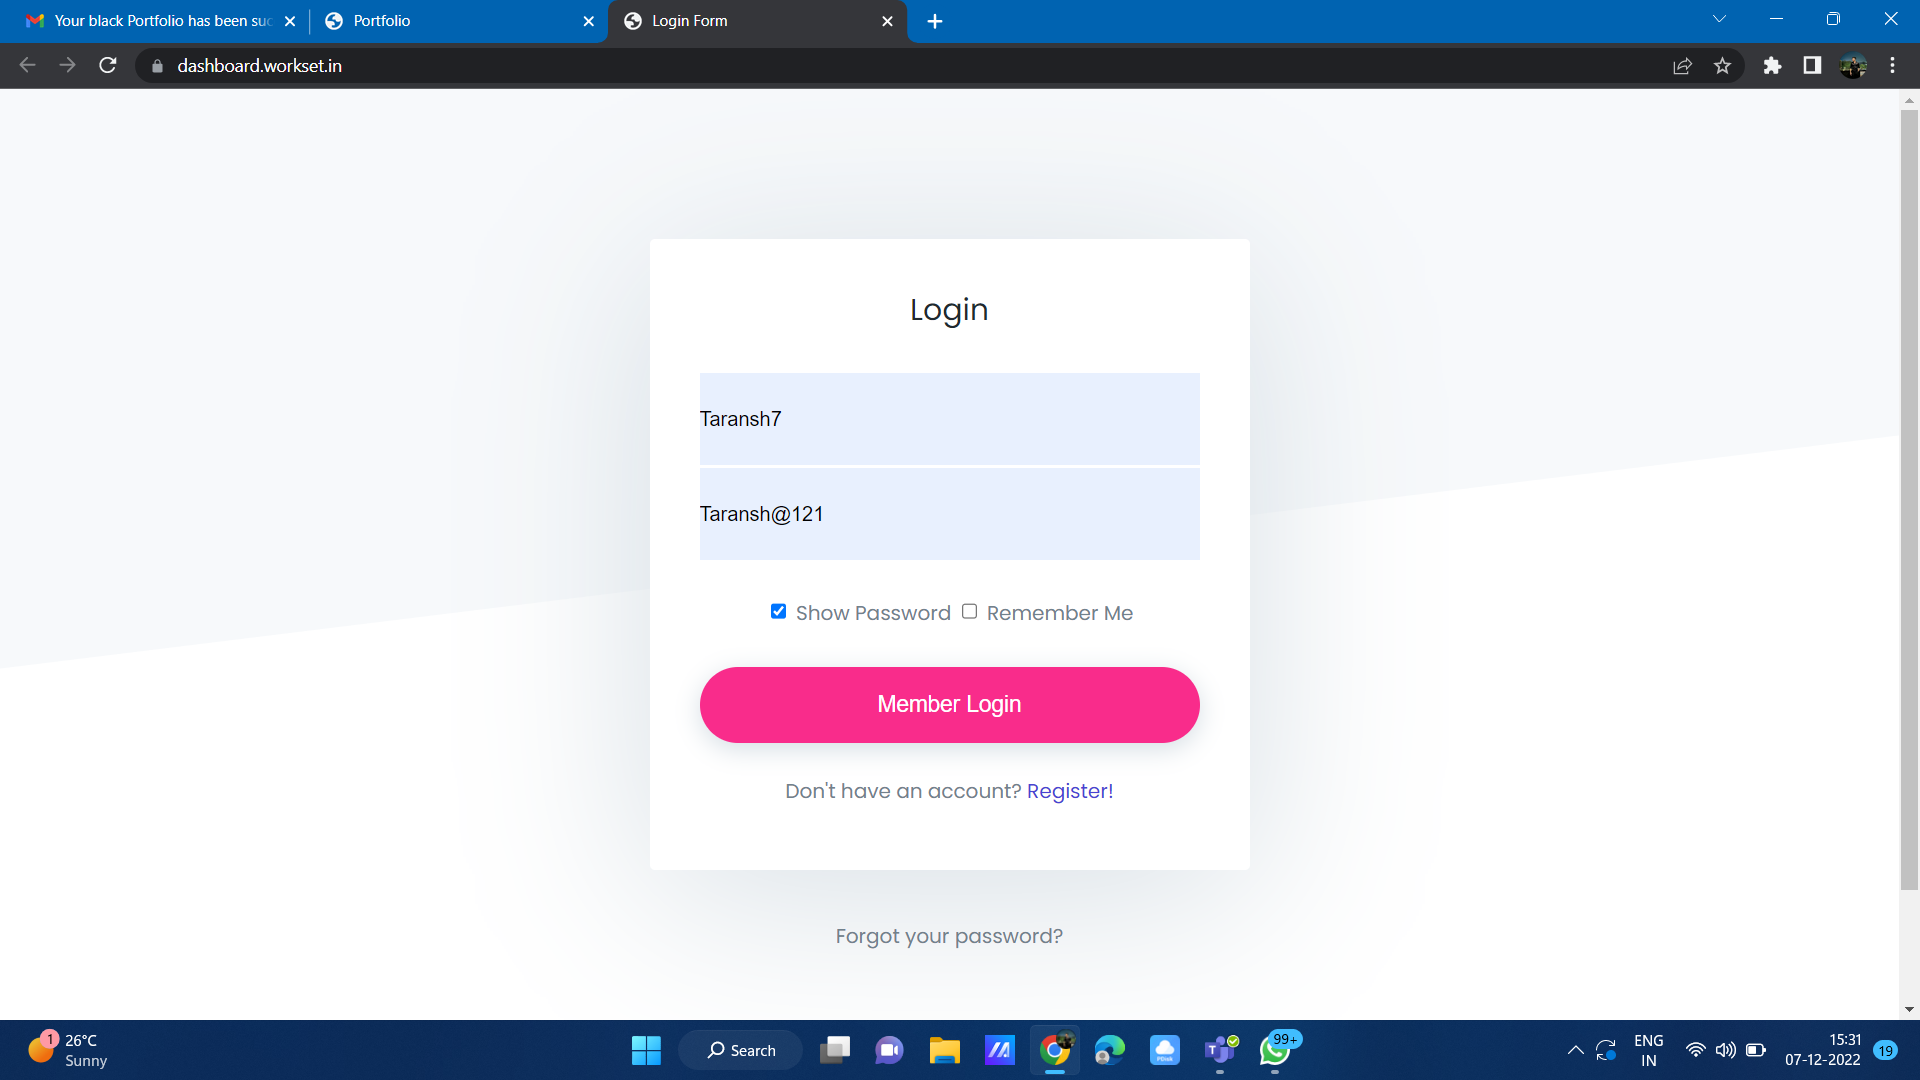 Your black Portfolio has been suc
Portfolio
Login Form
dashboard.workset.in
Login
Taransh7
Taransh@121
Show Password
Remember Me
Member Login
Don't have an account? Register!
Forgot your password?
1
26°C
Sunny
Search
PDisk
T
99+
ENG
IN
15:31
07-12-2022
19